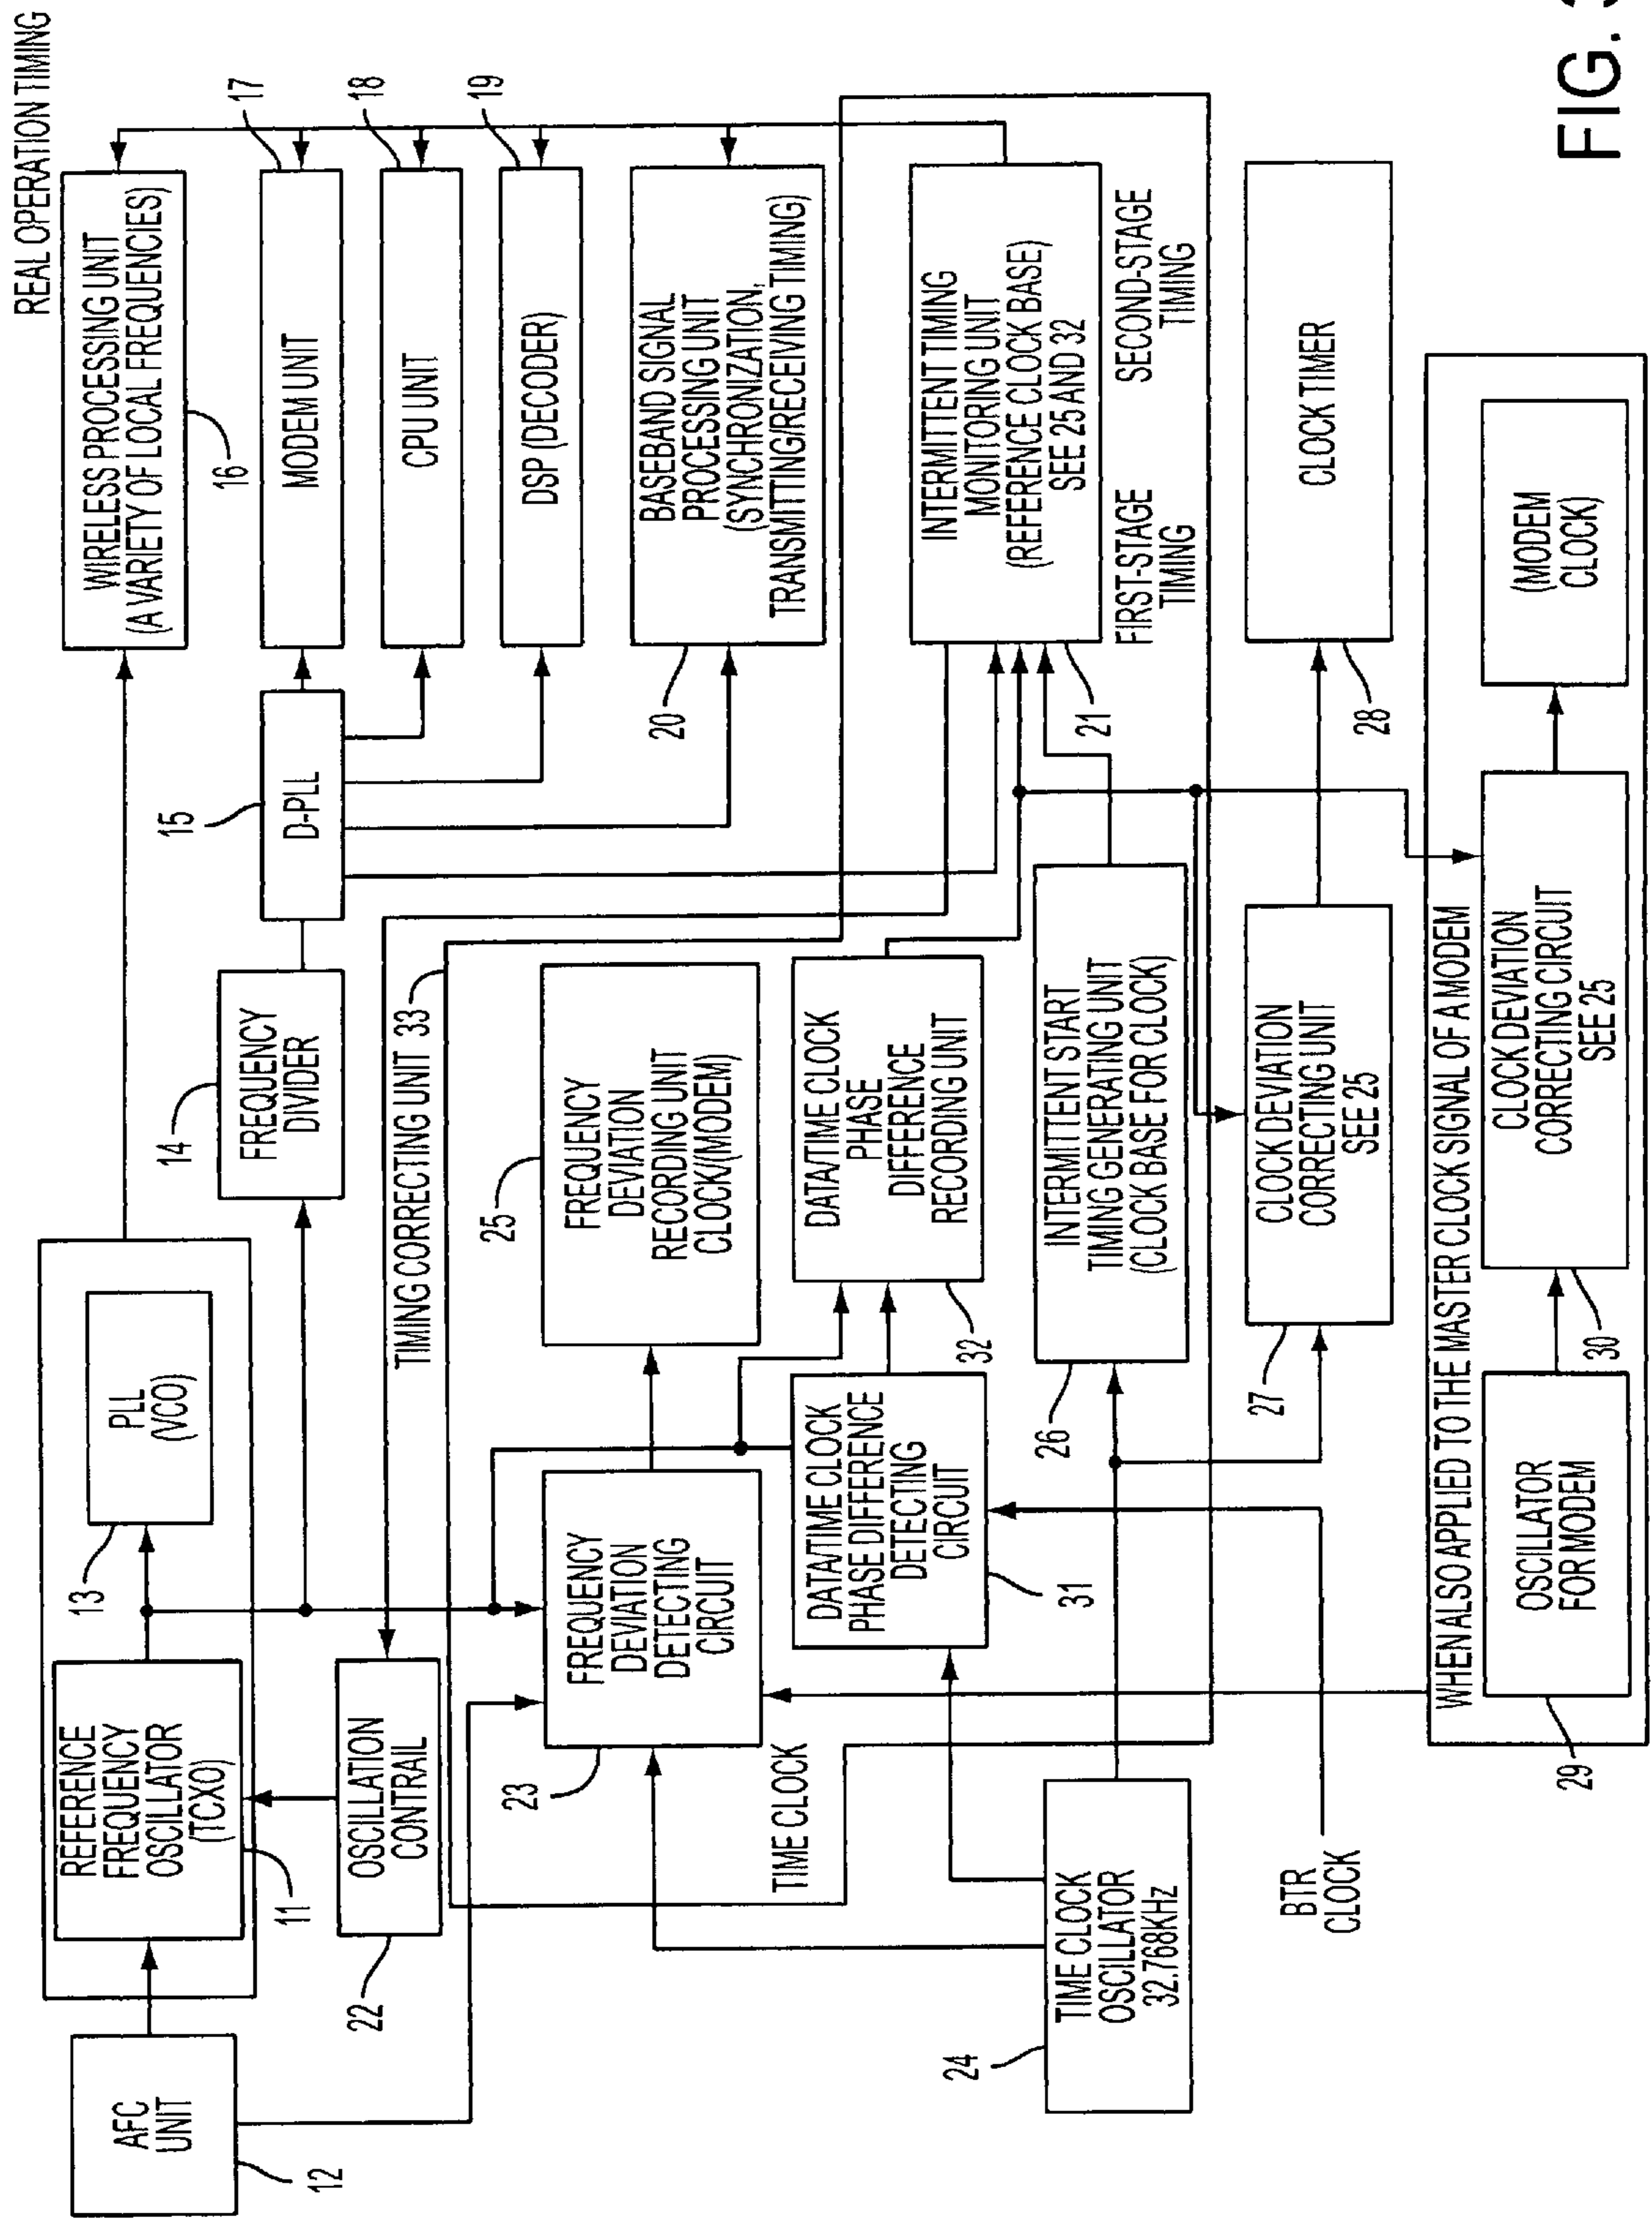 REAL OPERATION TIMING
WIRELESS PROCESSING UNIT
(A VARIETY OF LOCAL FREQUENCIES)
16
MODEM UNIT
17
CPU UNIT
18
DSP (DECODER)
19
BASEBAND SIGNAL
PROCESSING UNIT
(SYNCHRONIZATION,
TRANSMITTING/RECEIVING TIMING)
20
INTERMITTENT TIMING
MONITORING UNIT
(REFERENCE CLOCK BASE)
SEE 25 AND 32
21
FIRST-STAGE
TIMING
SECOND-STAGE
TIMING
CLOCK TIMER
28
(MODEM
CLOCK)
15
D-PLL
14
FREQUENCY
DIVIDER
13
PLL
(VCO)
REFERENCE
FREQUENCY
OSCILLATOR
(TCXO)
11
AFC
UNIT
12
OSCILLATION
CONTRAIL
22
TIMING CORRECTING UNIT 33
25
FREQUENCY
DEVIATION
RECORDING UNIT
CLOCK/(MODEM)
FREQUENCY
DEVIATION
DETECTING
CIRCUIT
23
DATA/TIME CLOCK
PHASE
DIFFERENCE
RECORDING UNIT
32
DATA/TIME CLOCK
PHASE DIFFERENCE
DETECTING
CIRCUIT
31
INTERMITTENT START
TIMING GENERATING UNIT
(CLOCK BASE FOR CLOCK)
26
CLOCK DEVIATION
CORRECTING UNIT
SEE 25
27
TIME CLOCK
TIME CLOCK
OSCILLATOR
32.768KHz
24
BTR
CLOCK
WHEN ALSO APPLIED TO THE MASTER CLOCK SIGNAL OF A MODEM
OSCILLATOR
FOR MODEM
29
CLOCK DEVIATION
CORRECTING CIRCUIT
SEE 25
30
FIG.